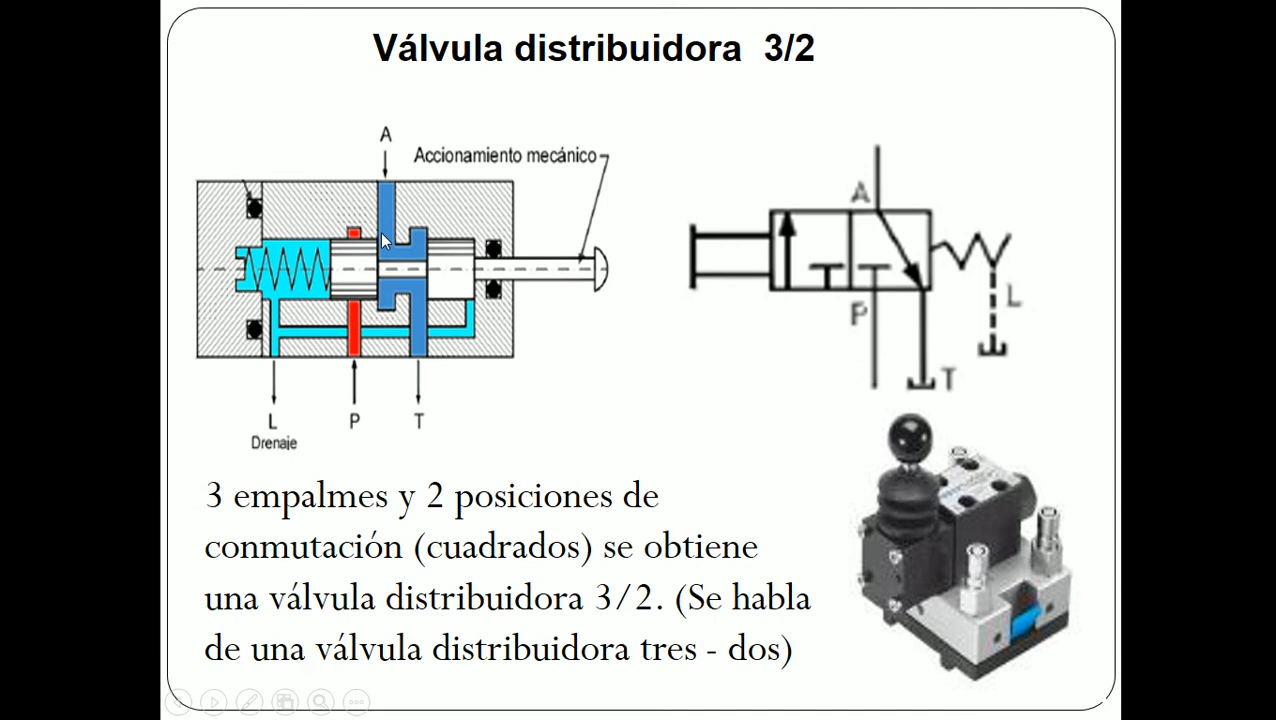 Válvula distribuidora 3/2
A
Accionamiento mecánico
L
P
T
Drenaje
A
P
L
T
3 empalmes y 2 posiciones de
conmutación (cuadrados) se obtiene
una válvula distribuidora 3/2. (Se habla
de una válvula distribuidora tres - dos)